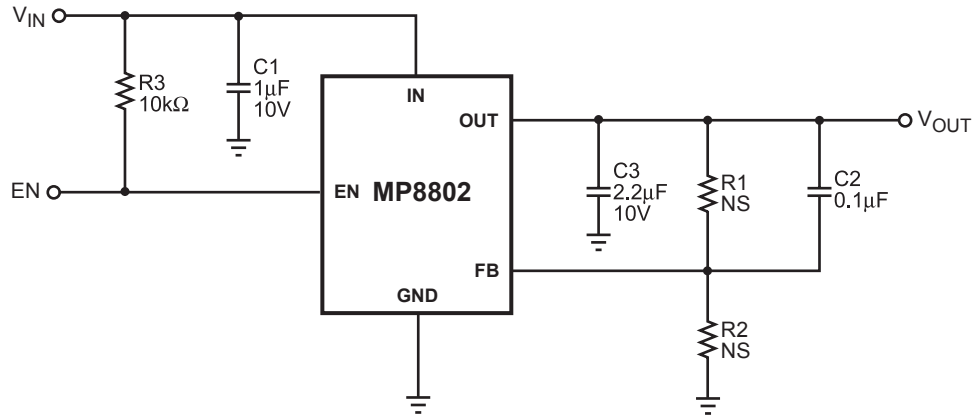 VIN
R3
10kΩ
C1
1µF
10V
IN
OUT
VOUT
EN
EN
MP8802
C3
2.2µF
10V
R1
NS
C2
0.1µF
FB
GND
R2
NS